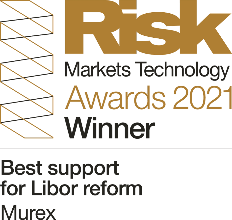 Risk
Markets Technology
Awards 2021
Winner
Best support
for Libor reform
Murex